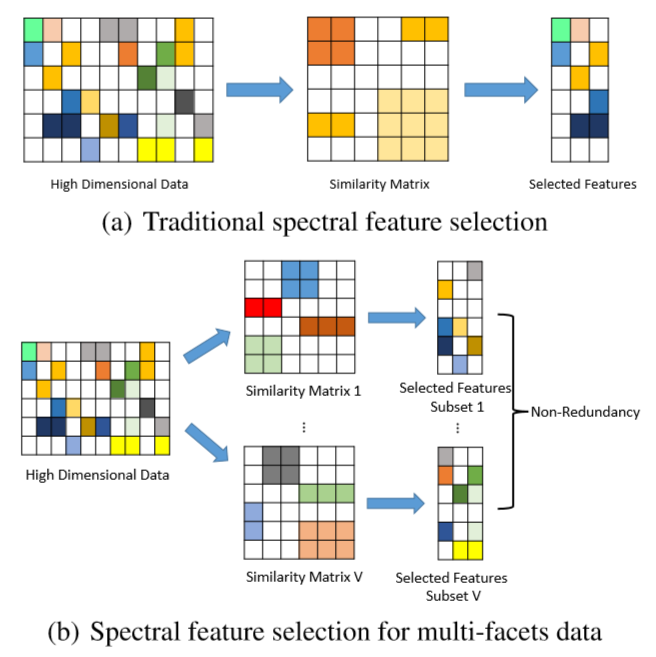 High Dimensional Data
Similarity Matrix
Selected Features
(a) Traditional spectral feature selection
High Dimensional Data
Similarity Matrix 1
Selected Features
Subset 1
⋮
⋮
Non-Redundancy
Similarity Matrix V
Selected Features
Subset V
(b) Spectral feature selection for multi-facets data